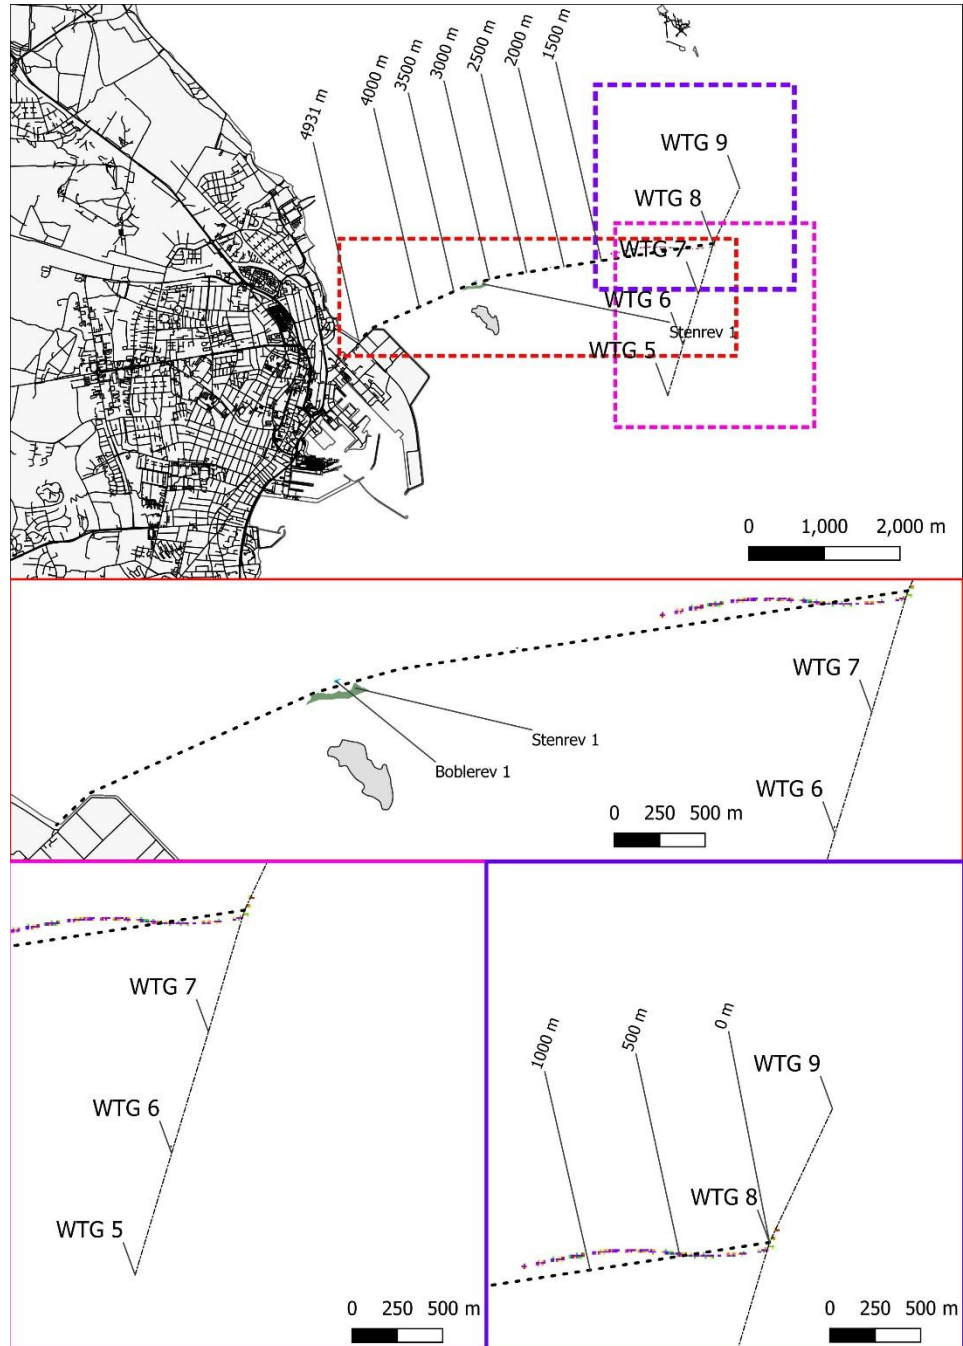 4931 m
4000 m
3500 m
3000 m
2500 m
2000 m
1500 m
WTG 9
WTG 8
WTG 7
WTG 6
Stenrev 1
WTG 5
0 1,000 2,000 m
WTG 7
Stenrev 1
Boblerev 1
WTG 6
0 250 500 m
WTG 7
WTG 6
WTG 5
0 250 500 m
1000 m
500 m
0 m
WTG 9
WTG 8
0 250 500 m